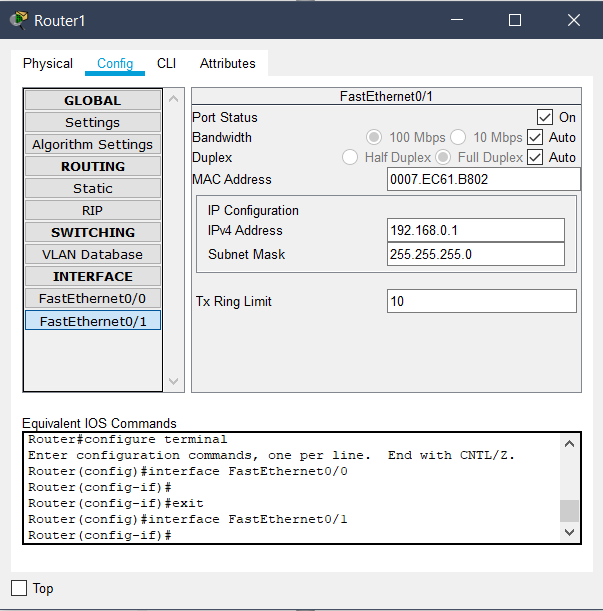 Router1
Physical Config CLI Attributes
GLOBAL
Settings
Algorithm Settings
ROUTING
Static
RIP
SWITCHING
VLAN Database
INTERFACE
FastEthernet0/0
FastEthernet0/1
FastEthernet0/1
Port Status On
Bandwidth 100 Mbps 10 Mbps Auto
Duplex Half Duplex Full Duplex Auto
MAC Address 0007.EC61.B802
IP Configuration
IPv4 Address 192.168.0.1
Subnet Mask 255.255.255.0
Tx Ring Limit 10
Equivalent IOS Commands
Router#configure terminal
Enter configuration commands, one per line.  End with CNTL/Z.
Router(config)#interface FastEthernet0/0
Router(config-if)#
Router(config-if)#exit
Router(config)#interface FastEthernet0/1
Router(config-if)#
Top